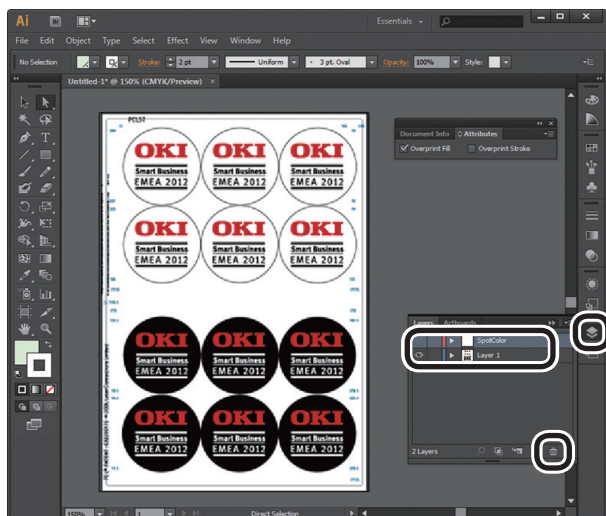 Ai Essentials
File Edit Object Type Select Effect View Window Help
No Selection Stroke: 2 pt Uniform 3 pt. Oval Opacity: 100% Style:
Untitled-1* @ 150% (CMYK/Preview) ×
PCL57
Document Info Attributes
Overprint Fill Overprint Stroke
OKI OKI OKI
Smart Business Smart Business Smart Business
EMEA 2012 EMEA 2012 EMEA 2012
OKI OKI OKI
Smart Business Smart Business Smart Business
EMEA 2012 EMEA 2012 EMEA 2012
OKI OKI OKI
Smart Business Smart Business Smart Business
EMEA 2012 EMEA 2012 EMEA 2012
OKI OKI OKI
Smart Business Smart Business Smart Business
EMEA 2012 EMEA 2012 EMEA 2012
Layers Artboards
SpotColor
Layer 1
2 Layers
150% 1 Direct Selection